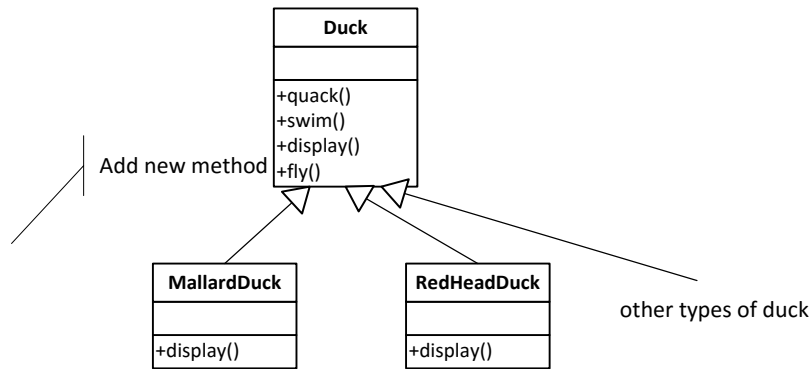 Duck
+quack()
+swim()
+display()
+fly()
Add new method
MallardDuck
+display()
RedHeadDuck
+display()
other types of duck